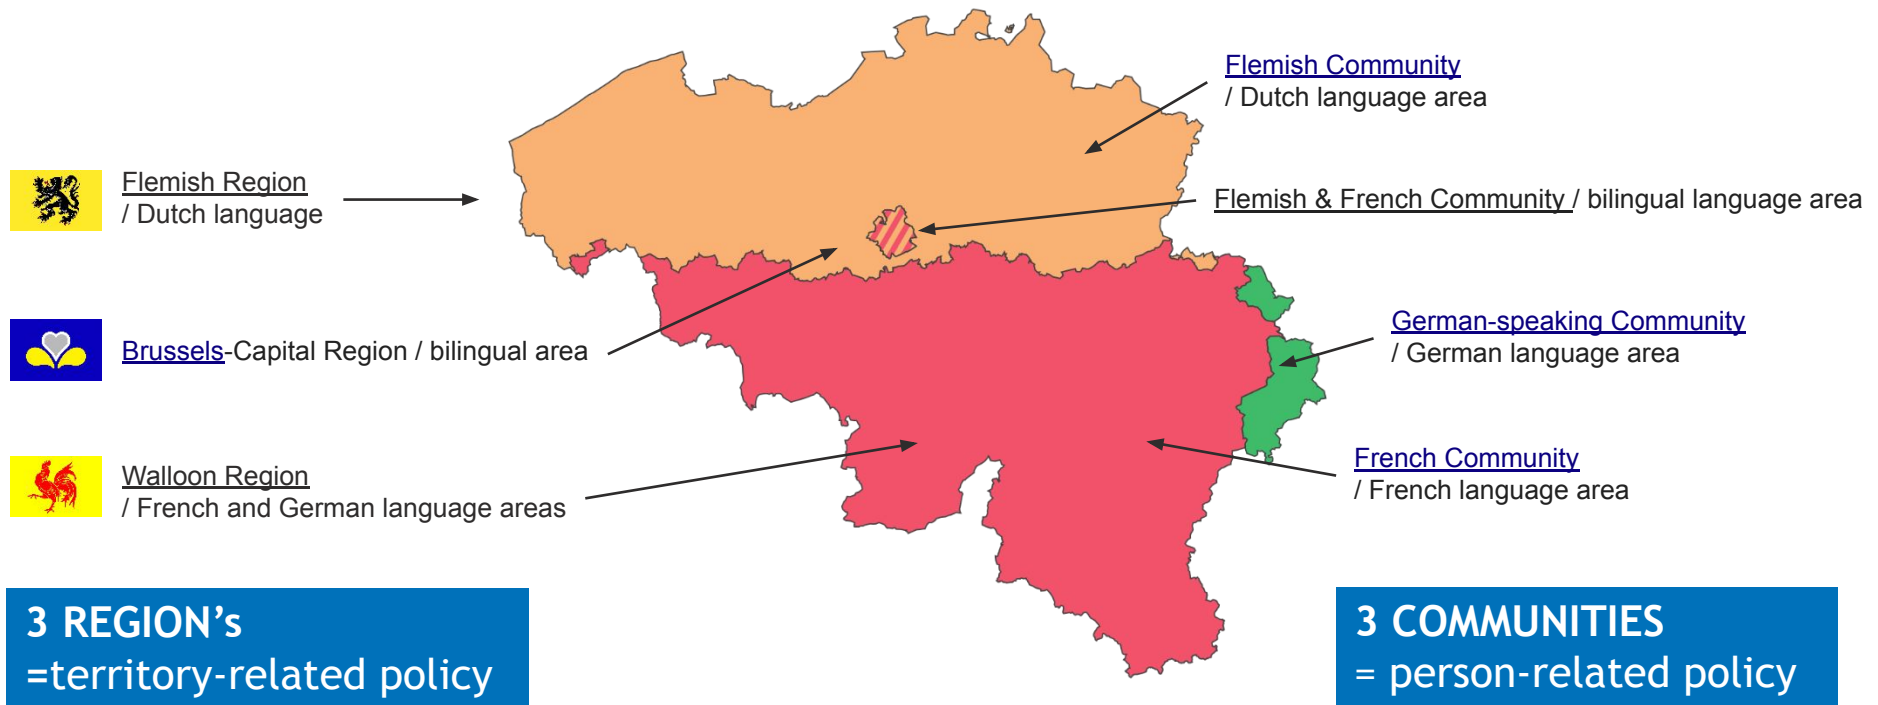 Flemish Region
/ Dutch language
Brussels-Capital Region / bilingual area
Walloon Region
/ French and German language areas
3 REGION’s
=territory-related policy
Flemish Community
/ Dutch language area
Flemish & French Community / bilingual language area
German-speaking Community
/ German language area
French Community
/ French language area
3 COMMUNITIES
= person-related policy